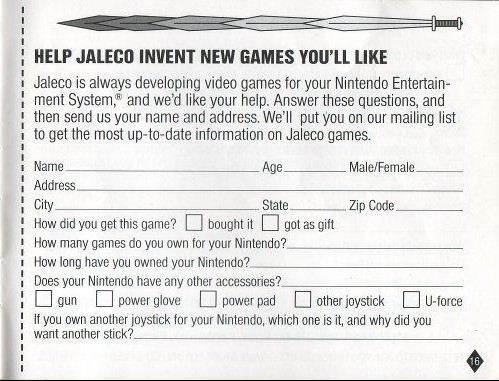 HELP JALECO INVENT NEW GAMES YOU'LL LIKE
Jaleco is always developing video games for your Nintendo Entertain-
ment System,® and we'd like your help. Answer these questions, and
then send us your name and address. We'll put you on our mailing list
to get the most up-to-date information on Jaleco games.
Name Age Male/Female
Address
City State Zip Code
How did you get this game? bought it got as gift
How many games do you own for your Nintendo?
How long have you owned your Nintendo?
Does your Nintendo have any other accessories?
gun power glove power pad other joystick U-force
If you own another joystick for your Nintendo, which one is it, and why did you
want another stick?
16